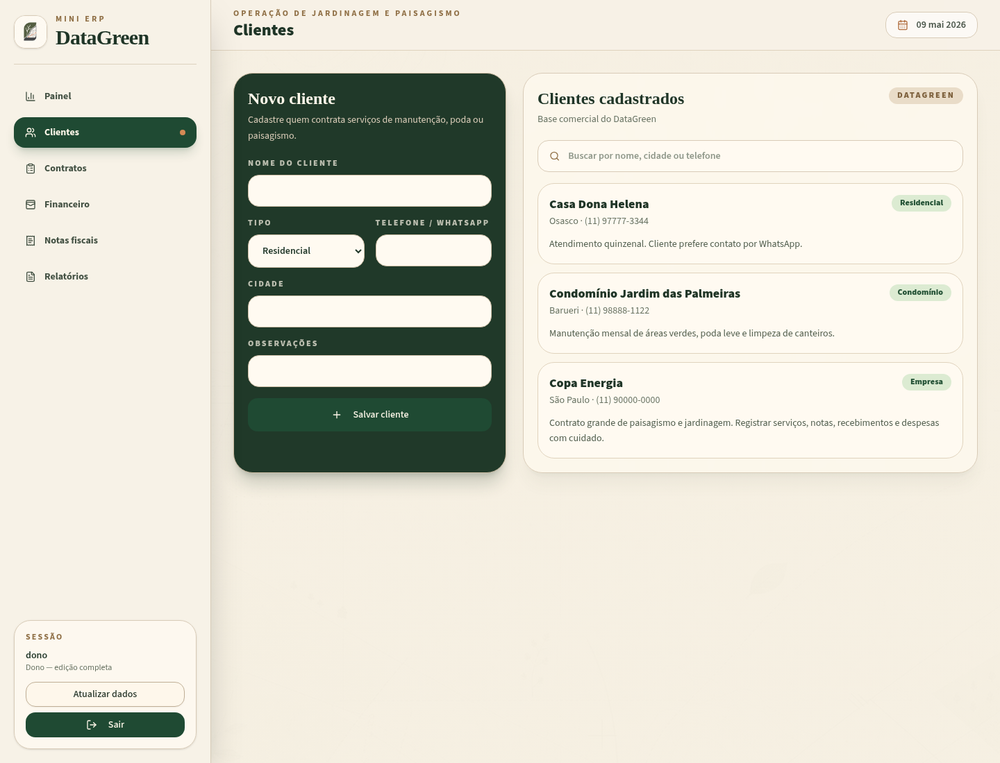 MINI ERP
DataGreen
Painel
Clientes
Contratos
Financeiro
Notas fiscais
Relatórios
SESSÃO
dono
Dono — edição completa
Atualizar dados
Sair
OPERAÇÃO DE JARDINAGEM E PAISAGISMO
Clientes
09 mai 2026
Novo cliente
Cadastre quem contrata serviços de manutenção, poda ou
paisagismo.
NOME DO CLIENTE
TIPO
TELEFONE / WHATSAPP
Residencial
CIDADE
OBSERVAÇÕES
Salvar cliente
Clientes cadastrados
DATAGREEN
Base comercial do DataGreen
Buscar por nome, cidade ou telefone
Casa Dona Helena
Residencial
Osasco · (11) 97777-3344
Atendimento quinzenal. Cliente prefere contato por WhatsApp.
Condomínio Jardim das Palmeiras
Condomínio
Barueri · (11) 98888-1122
Manutenção mensal de áreas verdes, poda leve e limpeza de canteiros.
Copa Energia
Empresa
São Paulo · (11) 90000-0000
Contrato grande de paisagismo e jardinagem. Registrar serviços, notas, recebimentos e despesas
com cuidado.